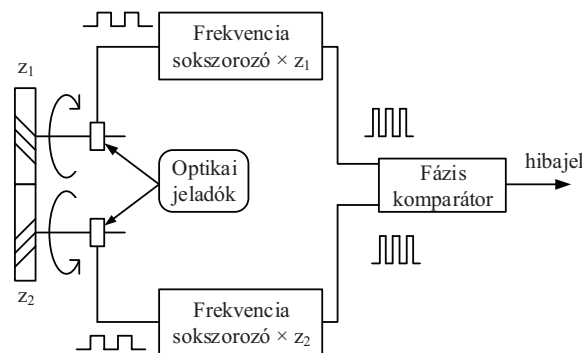 Frekvencia
sokszorozó × z₁
z₁
Optikai
jeladók
Fázis
komparátor
hibajel
z₂
Frekvencia
sokszorozó × z₂